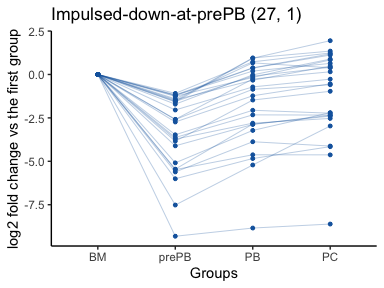 Impulsed-down-at-prePB (27, 1)
log2 fold change vs the first group
2.5
0.0
-2.5
-5.0
-7.5
BM prePB PB PC
Groups